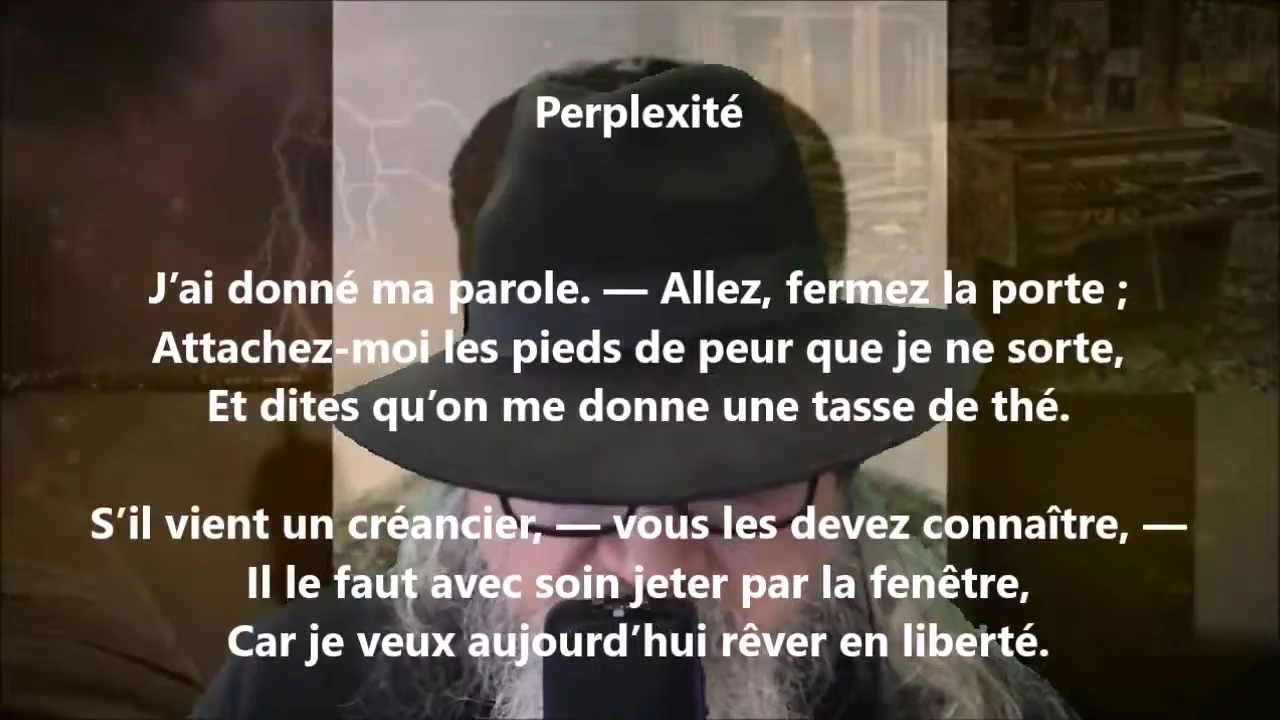 Perplexité
J’ai donné ma parole. — Allez, fermez la porte ;
Attachez-moi les pieds de peur que je ne sorte,
Et dites qu’on me donne une tasse de thé.
S’il vient un créancier, — vous les devez connaître, —
Il le faut avec soin jeter par la fenêtre,
Car je veux aujourd’hui rêver en liberté.